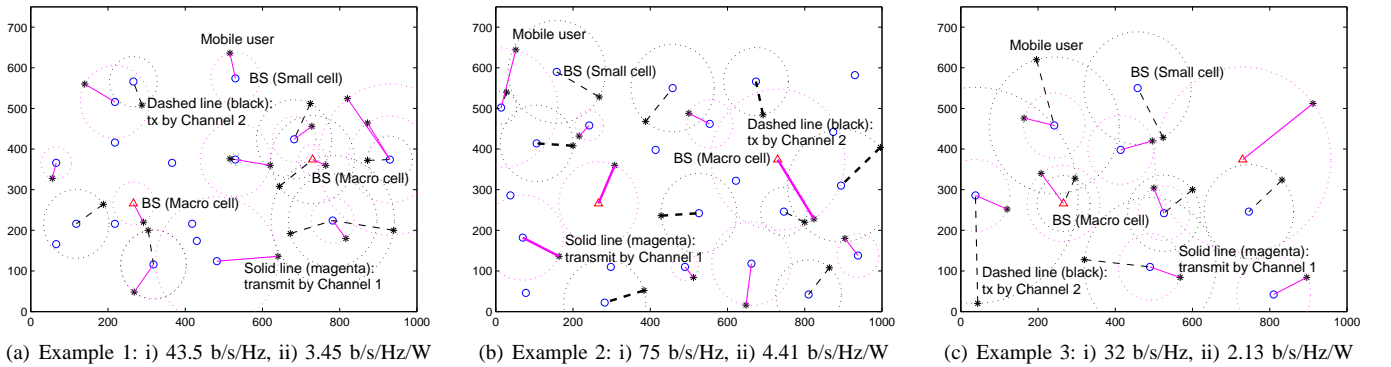 700
600
500
400
300
200
100
0
0
200
400
600
800
1000
Mobile user
BS (Small cell)
Dashed line (black):
tx by Channel 2
BS (Macro cell)
BS (Macro cell)
Solid line (magenta):
transmit by Channel 1
(a) Example 1: i) 43.5 b/s/Hz, ii) 3.45 b/s/Hz/W
700
600
500
400
300
200
100
0
0
200
400
600
800
1000
Mobile user
BS (Small cell)
Dashed line (black):
tx by Channel 2
BS (Macro cell)
Solid line (magenta):
transmit by Channel 1
(b) Example 2: i) 75 b/s/Hz, ii) 4.41 b/s/Hz/W
700
600
500
400
300
200
100
0
0
200
400
600
800
1000
Mobile user
BS (Small cell)
BS (Macro cell)
Solid line (magenta):
transmit by Channel 1
Dashed line (black):
tx by Channel 2
(c) Example 3: i) 32 b/s/Hz, ii) 2.13 b/s/Hz/W